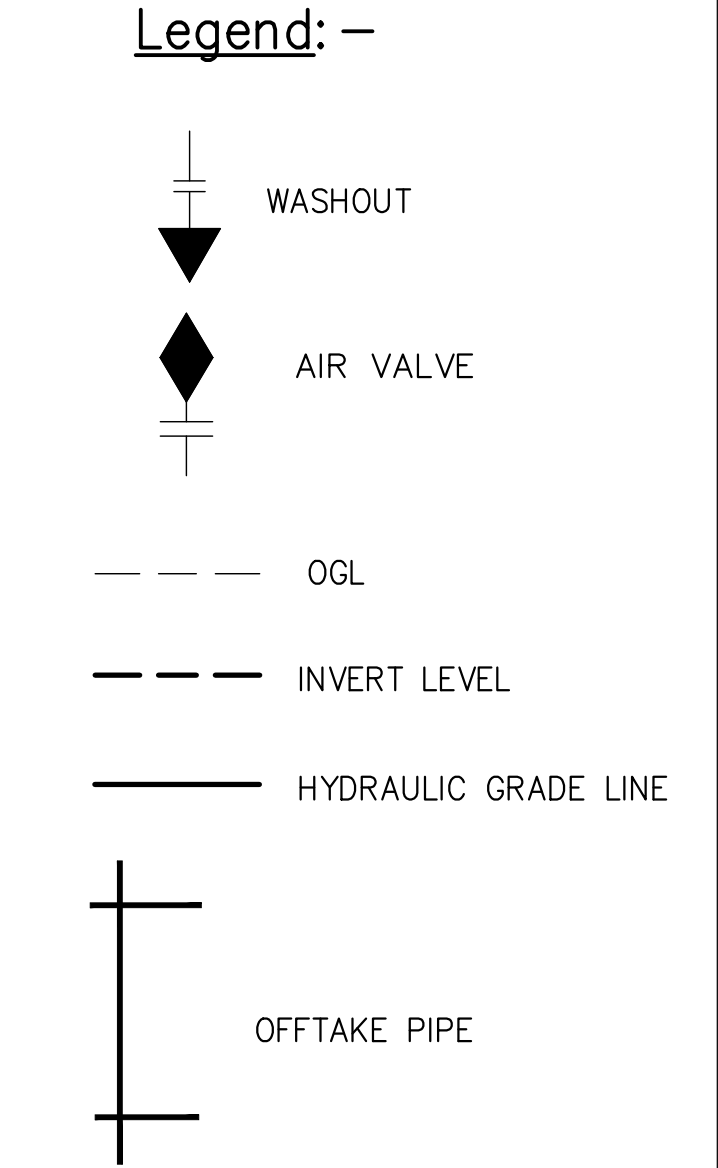 Legend: –
WASHOUT
AIR VALVE
OGL
INVERT LEVEL
HYDRAULIC GRADE LINE
OFFTAKE PIPE